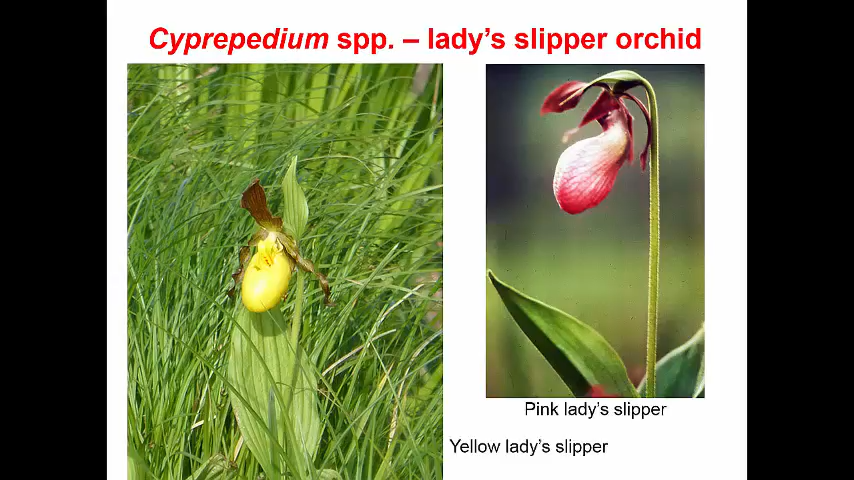 Cyprepedium spp. – lady's slipper orchid
Pink lady's slipper
Yellow lady's slipper